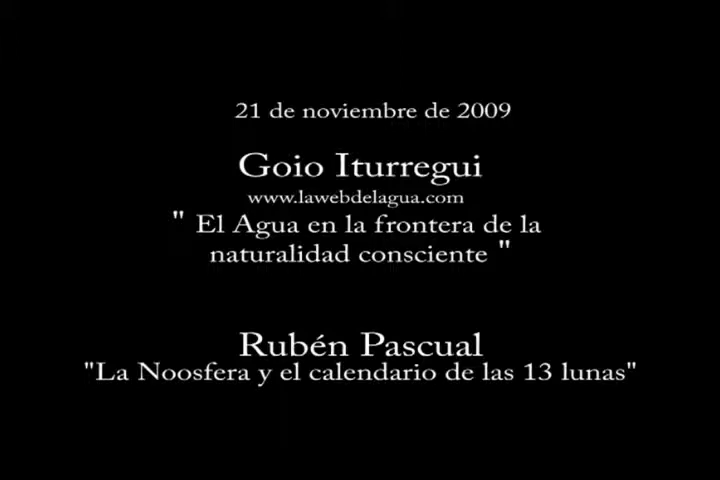 21 de noviembre de 2009
Goio Iturregui
www.lawebdelagua.com
" El Agua en la frontera de la
naturalidad consciente "
Rubén Pascual
"La Noosfera y el calendario de las 13 lunas"